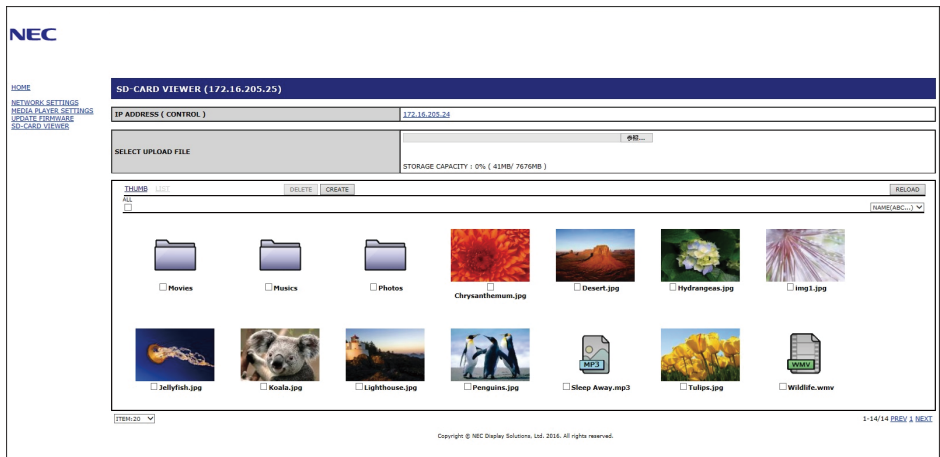 NEC
HOME
NETWORK SETTINGS
MEDIA PLAYER SETTINGS
UPDATE FIRMWARE
SD-CARD VIEWER
SD-CARD VIEWER (172.16.205.25)
IP ADDRESS ( CONTROL )
172.16.205.24
SELECT UPLOAD FILE
参照...
STORAGE CAPACITY : 0% ( 41MB/ 7676MB )
THUMB LIST DELETE CREATE RELOAD
ALL
NAME(ABC...)
Movies Musics Photos Chrysanthemum.jpg Desert.jpg Hydrangeas.jpg img1.jpg
MP3 WMV
Jellyfish.jpg Koala.jpg Lighthouse.jpg Penguins.jpg Sleep Away.mp3 Tulips.jpg Wildlife.wmv
ITEM:20 1-14/14 PREV 1 NEXT
Copyright © NEC Display Solutions, Ltd. 2016. All rights reserved.